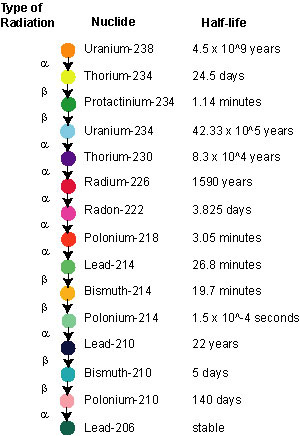 Type of
Radiation Nuclide Half-life
Uranium-238 4.5 x 10^9 years
α
Thorium-234 24.5 days
β
Protactinium-234 1.14 minutes
β
Uranium-234 42.33 x 10^5 years
α
Thorium-230 8.3 x 10^4 years
α
Radium-226 1590 years
α
Radon-222 3.825 days
α
Polonium-218 3.05 minutes
α
Lead-214 26.8 minutes
β
Bismuth-214 19.7 minutes
β
Polonium-214 1.5 x 10^-4 seconds
α
Lead-210 22 years
β
Bismuth-210 5 days
β
Polonium-210 140 days
α
Lead-206 stable